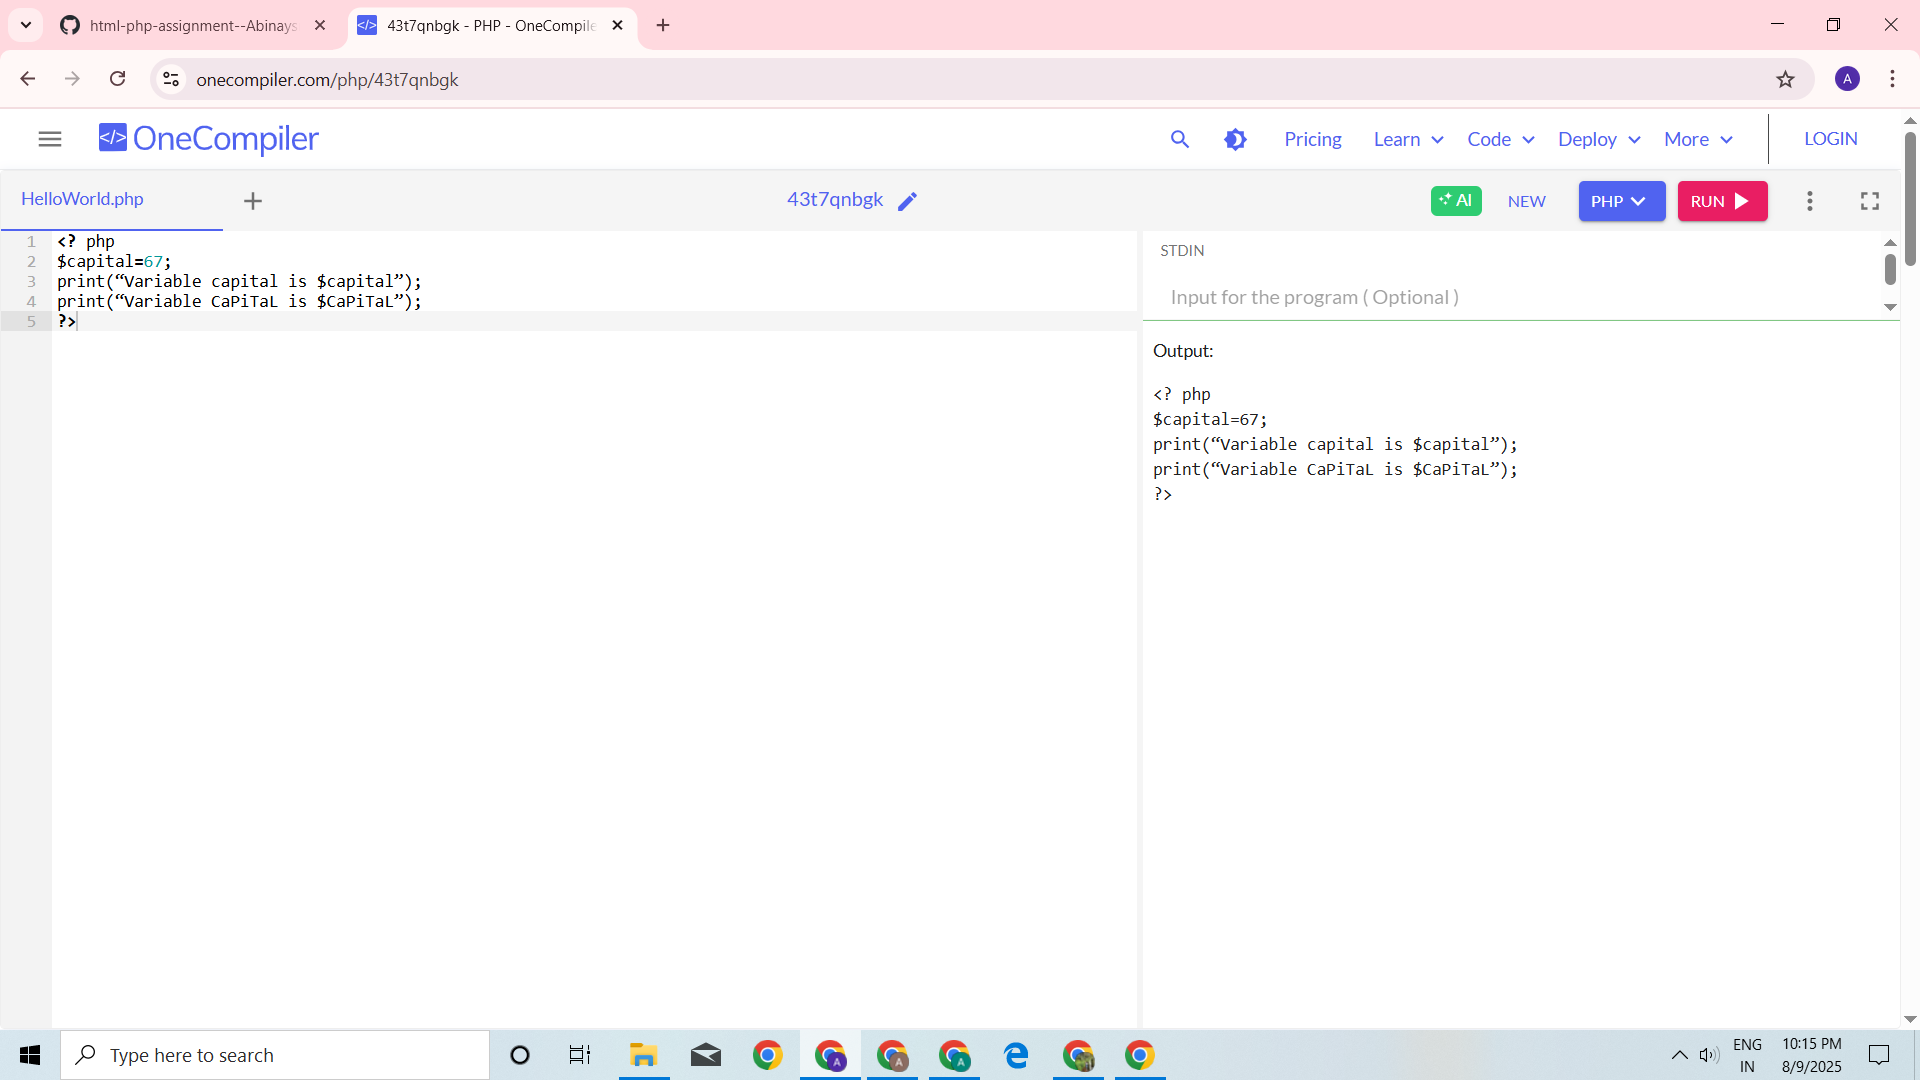 html-php-assignment--Abinays
43t7qnbgk - PHP - OneCompile
onecompiler.com/php/43t7qnbgk
A
</> OneCompiler
Pricing
Learn
Code
Deploy
More
LOGIN
HelloWorld.php
43t7qnbgk
AI
NEW
PHP
RUN
1 <? php
2 $capital=67;
3 print(“Variable capital is $capital”);
4 print(“Variable CaPiTaL is $CaPiTaL”);
5 ?>
STDIN
Input for the program ( Optional )
Output:
<? php
$capital=67;
print(“Variable capital is $capital”);
print(“Variable CaPiTaL is $CaPiTaL”);
?>
Type here to search
A
A
A
ENG
IN
10:15 PM
8/9/2025